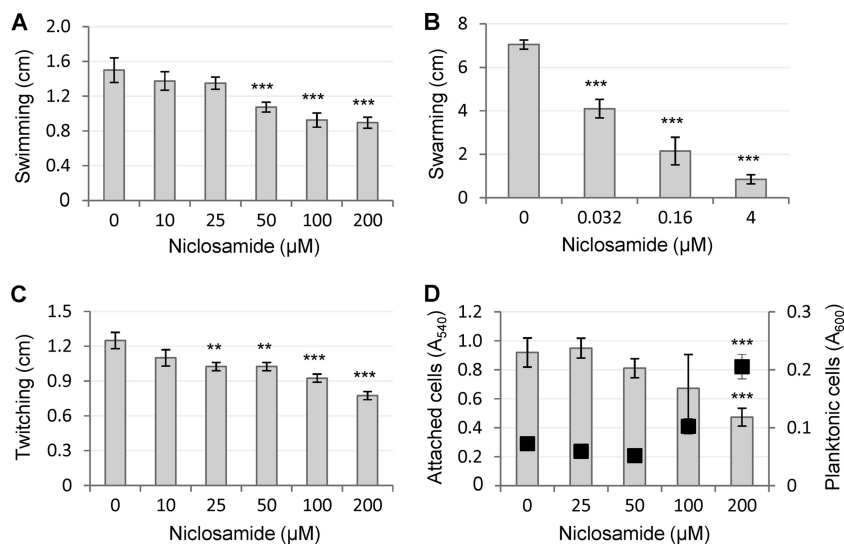 A
2.0
1.6
1.2
0.8
0.4
0
Swimming (cm)
***
***
***
0 10 25 50 100 200
Niclosamide (µM)
B
8
6
4
2
0
Swarming (cm)
***
***
***
0 0.032 0.16 4
Niclosamide (µM)
C
1.5
1.2
0.9
0.6
0.3
0
Twitching (cm)
**
**
***
***
0 10 25 50 100 200
Niclosamide (µM)
D
1.2
1.0
0.8
0.6
0.4
0.2
0
Attached cells (A540)
***
***
0.3
0.2
0.1
0
Planktonic cells (A600)
0 25 50 100 200
Niclosamide (µM)